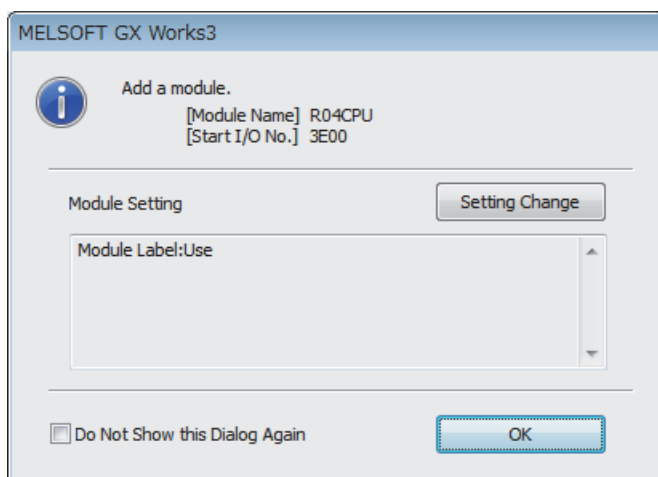 MELSOFT GX Works3
Add a module.
[Module Name] R04CPU
[Start I/O No.] 3E00
Module Setting
Setting Change
Module Label:Use
Do Not Show this Dialog Again
OK